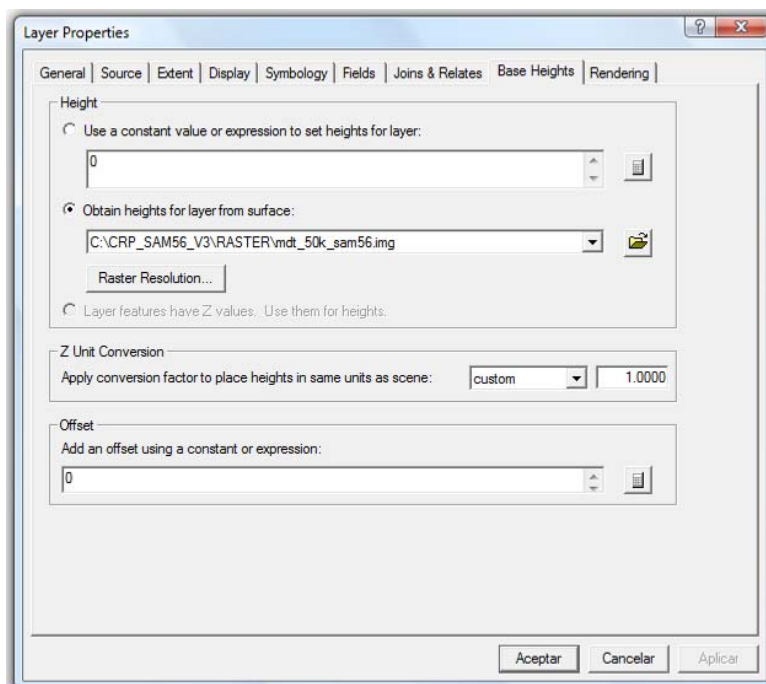 Layer Properties
General Source Extent Display Symbology Fields Joins & Relates Base Heights Rendering
Height
Use a constant value or expression to set heights for layer:
0
Obtain heights for layer from surface:
C:\CRP_SAM56_V3\RASTER\mdt_50k_sam56.img
Raster Resolution...
Layer features have Z values. Use them for heights.
Z Unit Conversion
Apply conversion factor to place heights in same units as scene: custom 1.0000
Offset
Add an offset using a constant or expression:
0
Aceptar Cancelar Aplicar